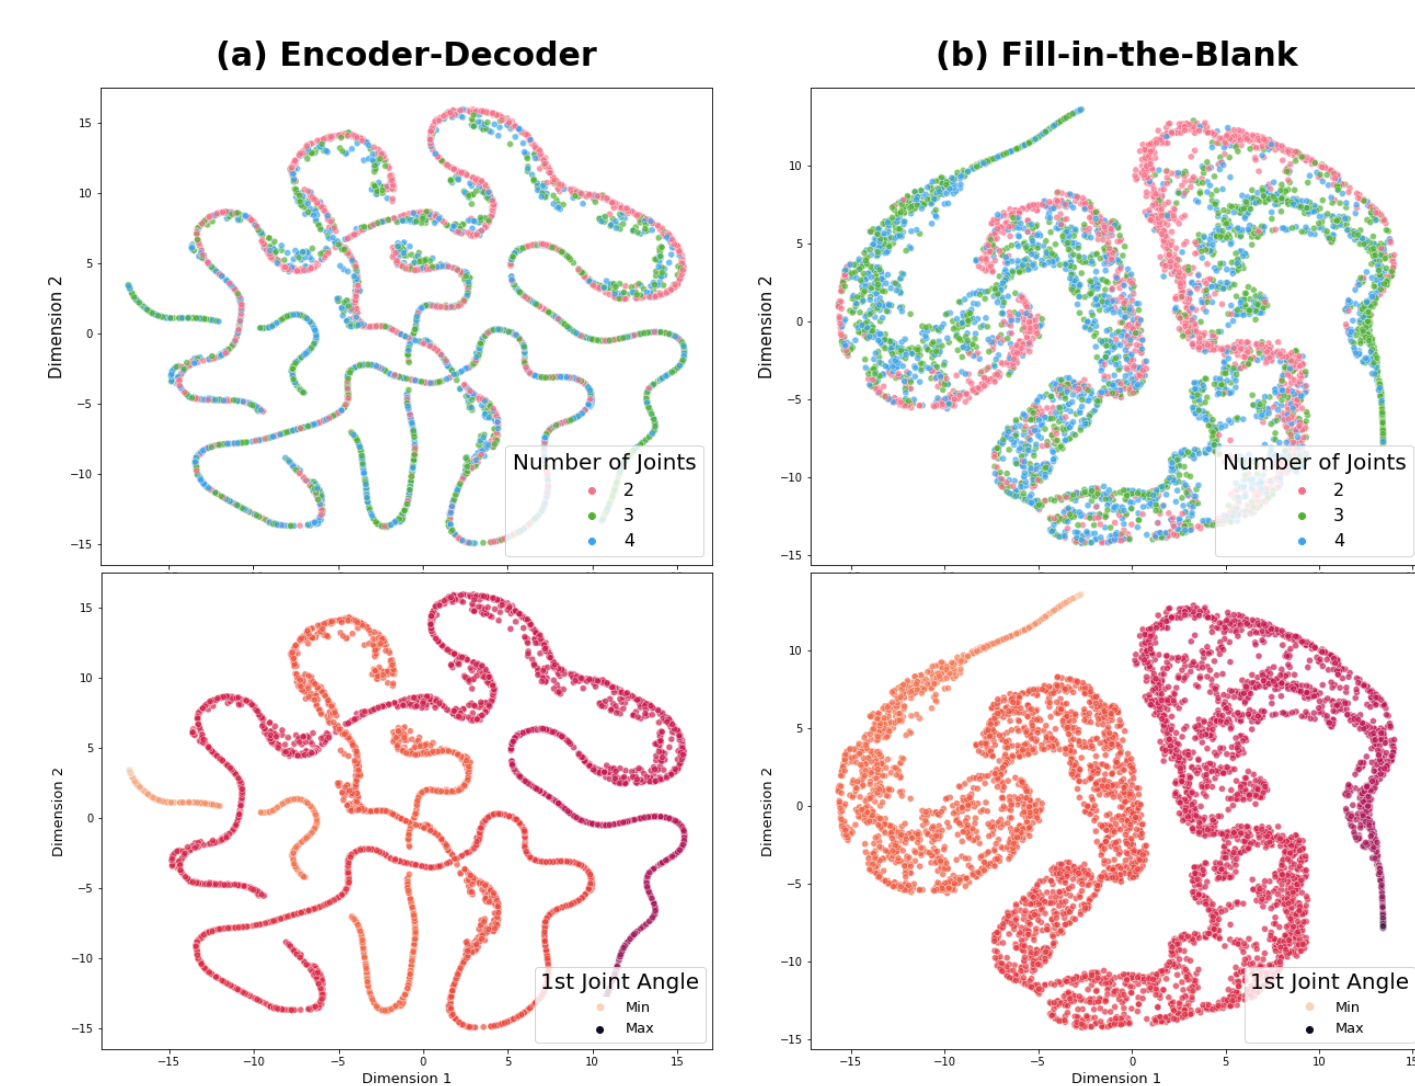 (a) Encoder-Decoder
(b) Fill-in-the-Blank
Dimension 2
15
10
5
0
−5
−10
−15
Number of Joints
2
3
4
Dimension 2
10
5
0
−5
−10
−15
Number of Joints
2
3
4
Dimension 2
15
10
5
0
−5
−10
−15
1st Joint Angle
Min
Max
−15
−10
−5
0
5
10
15
Dimension 1
Dimension 2
10
5
0
−5
−10
−15
1st Joint Angle
Min
Max
−15
−10
−5
0
5
10
Dimension 1